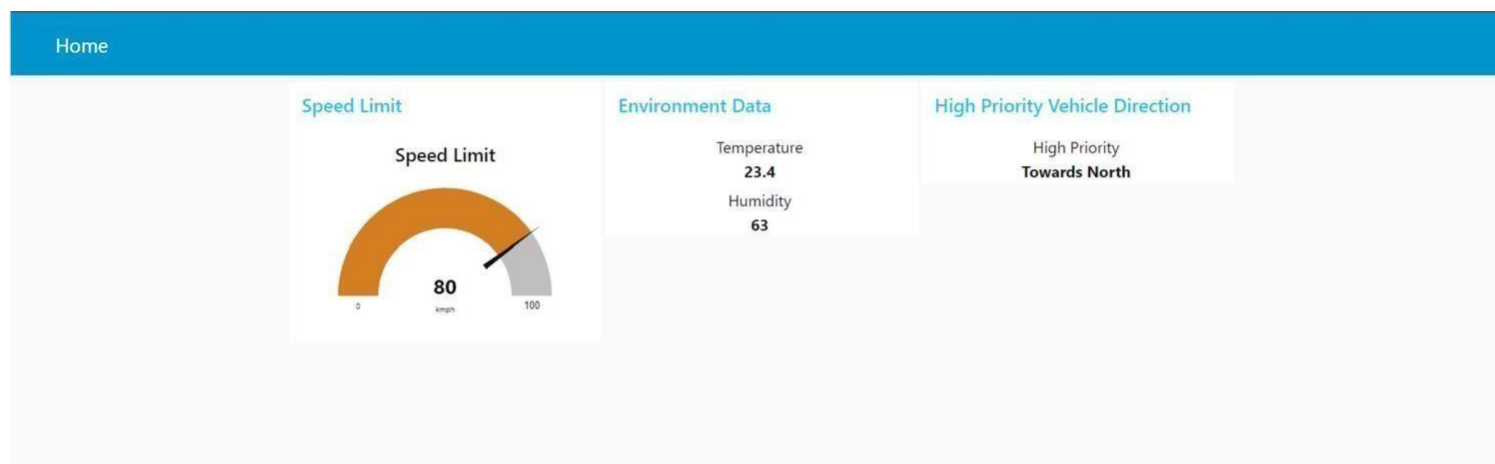 Home
Speed Limit
Speed Limit
80
0
kmph
100
Environment Data
Temperature
23.4
Humidity
63
High Priority Vehicle Direction
High Priority
Towards North